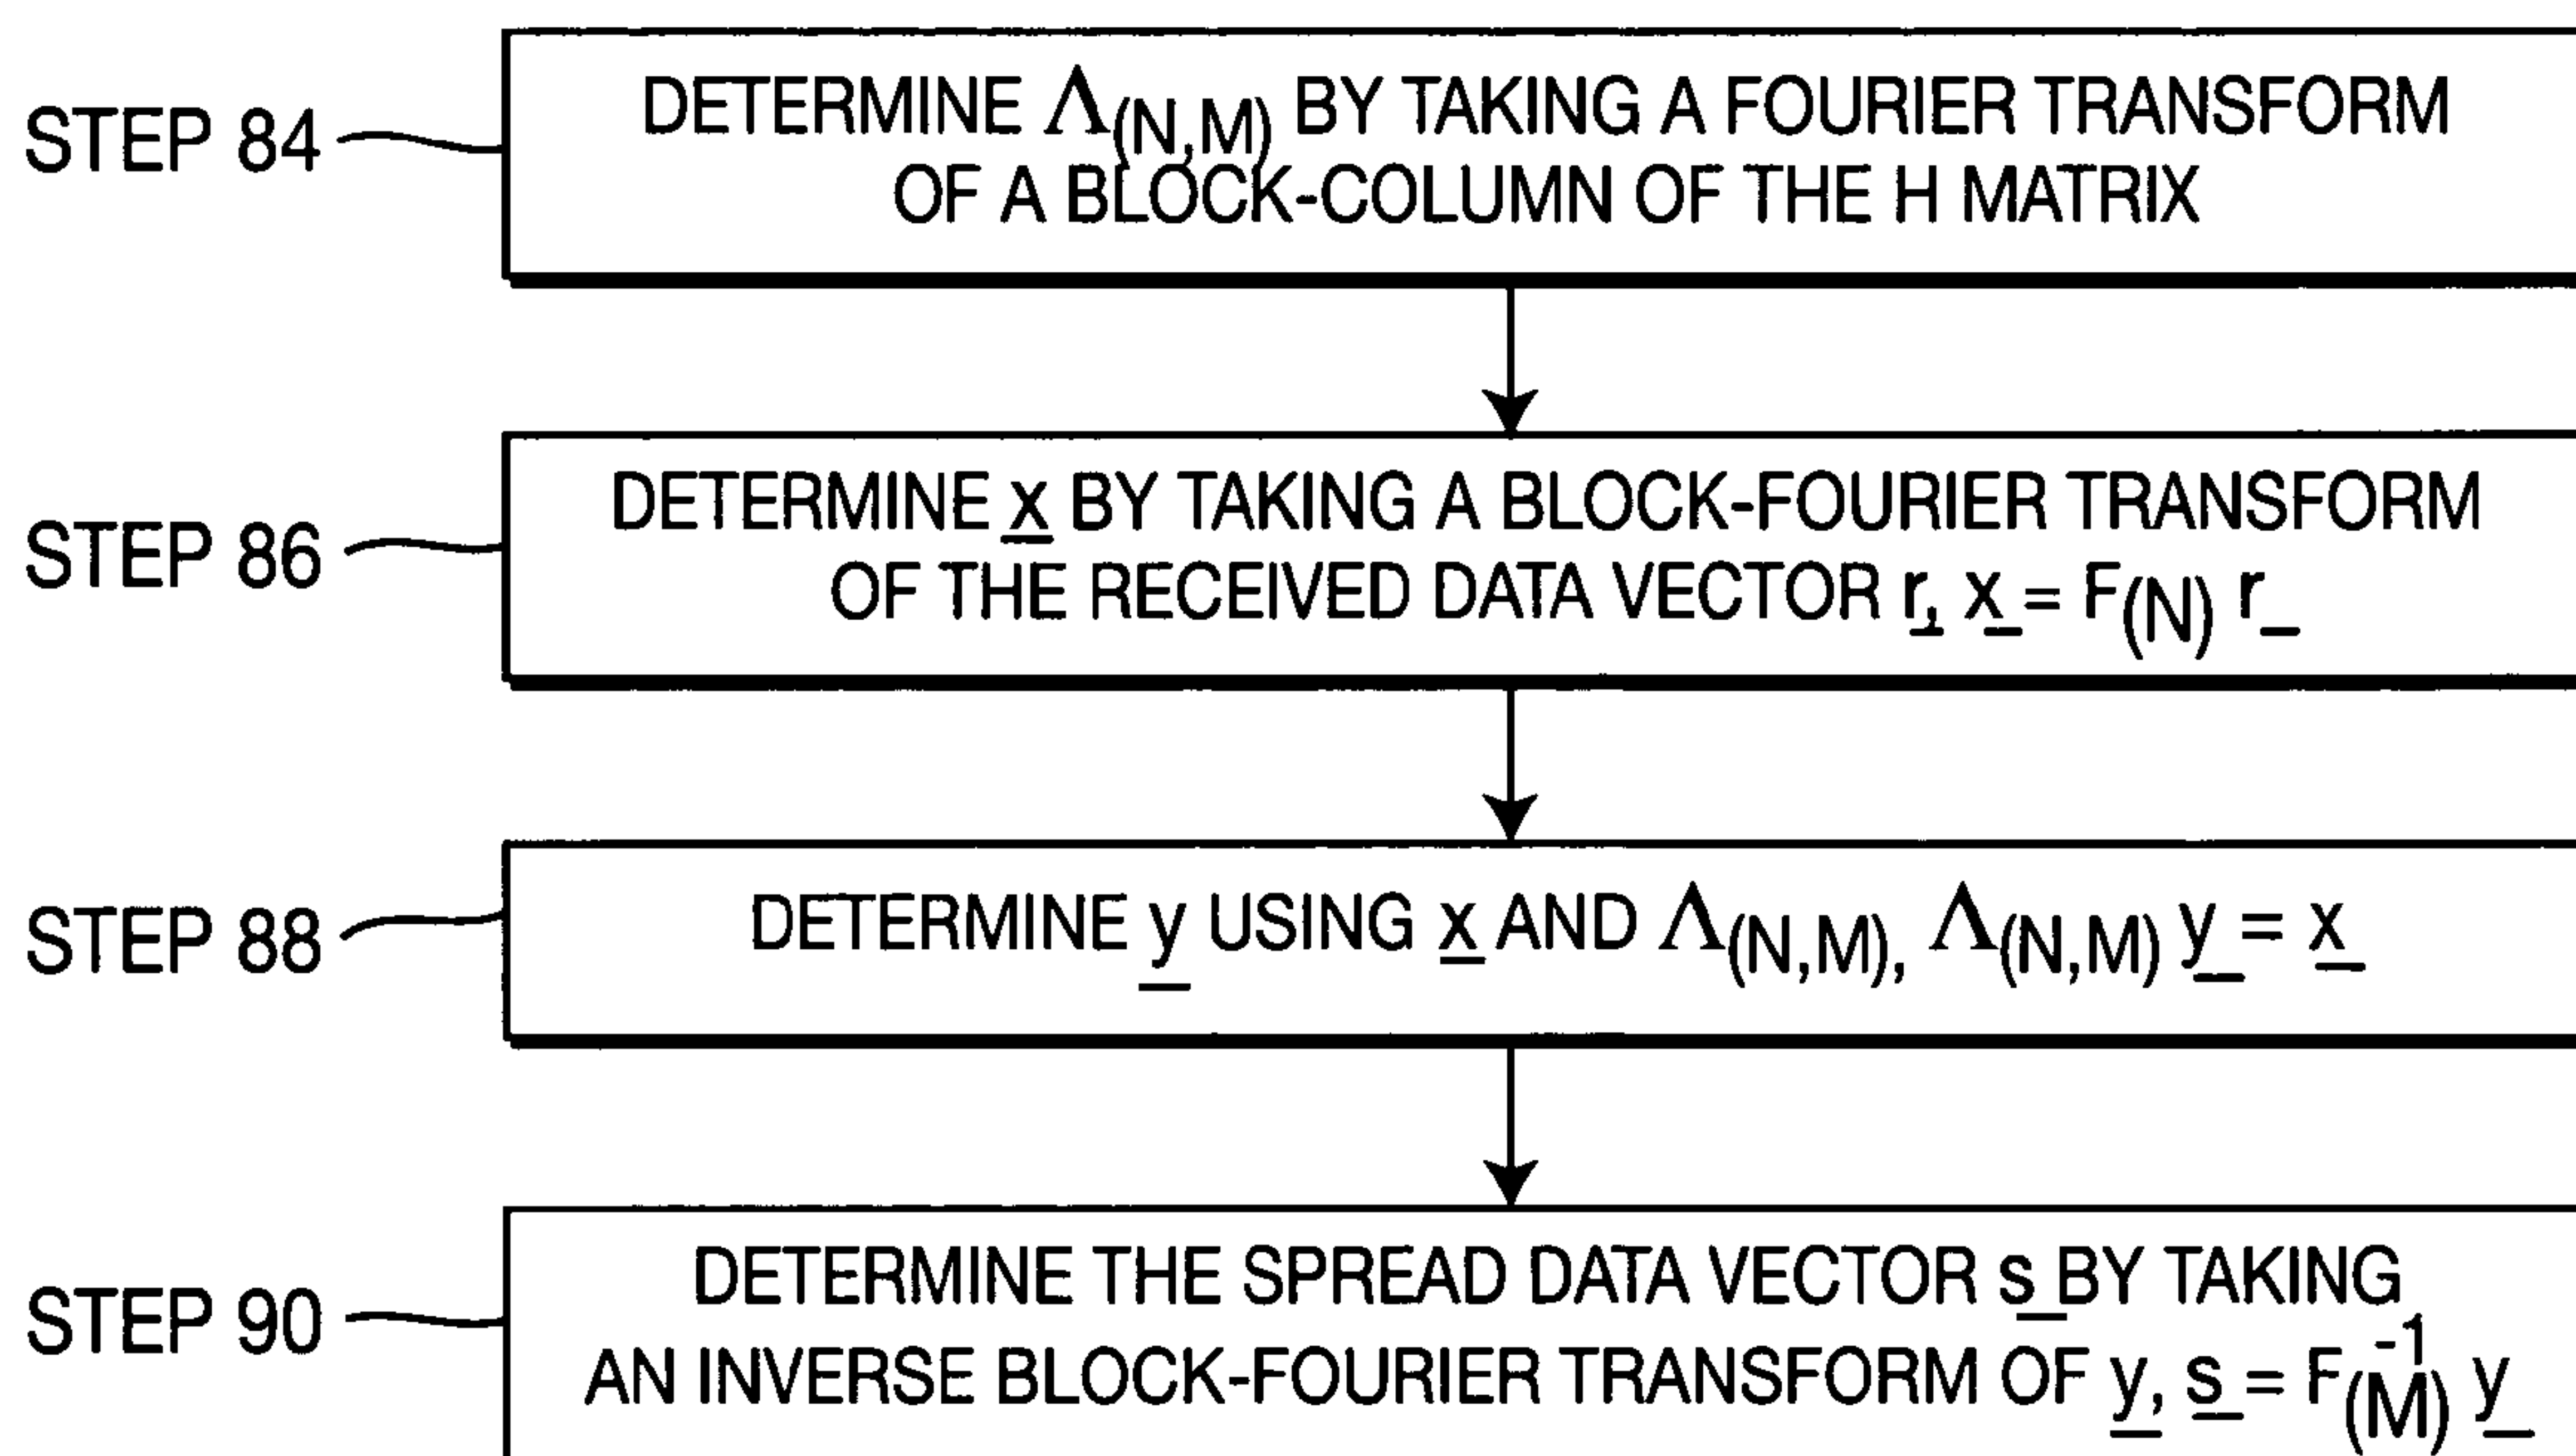 STEP 84
DETERMINE Λ(N,M) BY TAKING A FOURIER TRANSFORM
OF A BLOCK-COLUMN OF THE H MATRIX
STEP 86
DETERMINE x BY TAKING A BLOCK-FOURIER TRANSFORM
OF THE RECEIVED DATA VECTOR r, x = F(N) r
STEP 88
DETERMINE y USING x AND Λ(N,M), Λ(N,M) y = x
STEP 90
DETERMINE THE SPREAD DATA VECTOR s BY TAKING
AN INVERSE BLOCK-FOURIER TRANSFORM OF y, s = F(M)-1 y